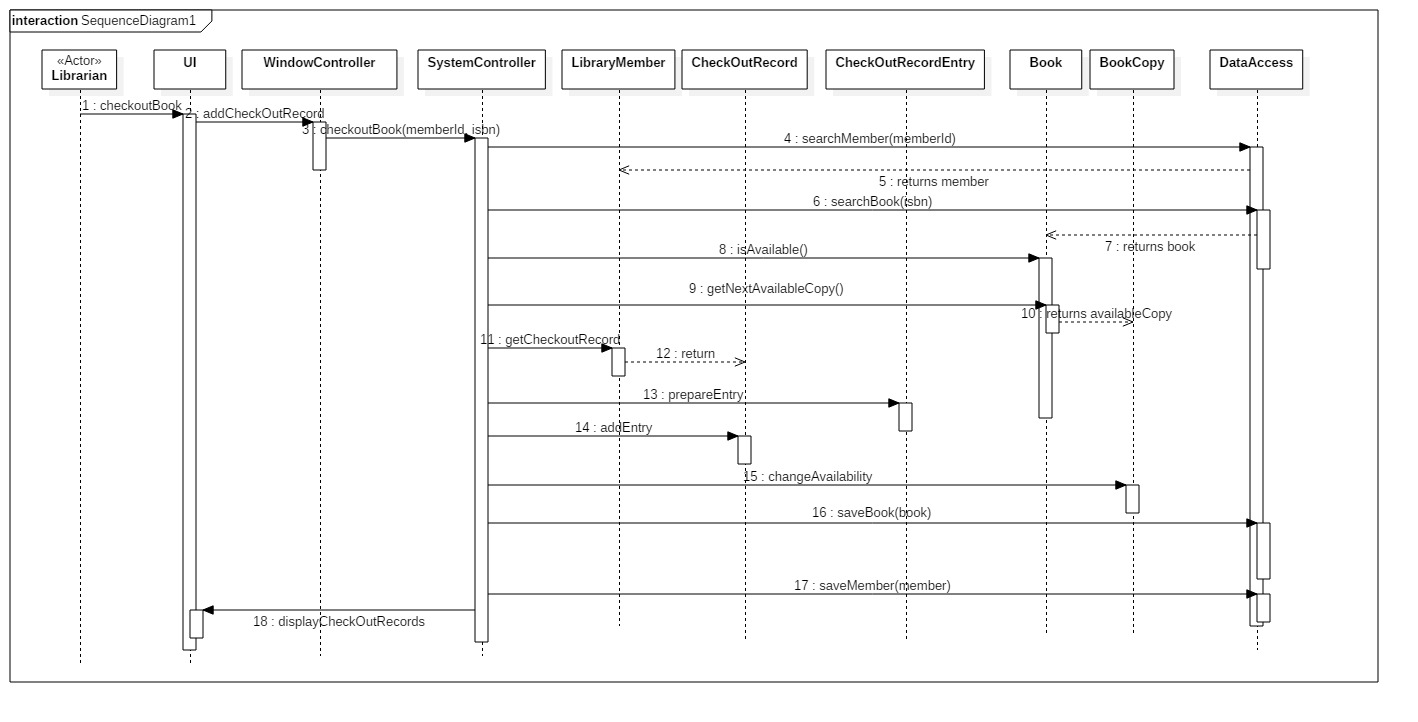 interaction SequenceDiagram1
«Actor»
Librarian
UI
WindowController
SystemController
LibraryMember
CheckOutRecord
CheckOutRecordEntry
Book
BookCopy
DataAccess
1 : checkoutBook
2 : addCheckOutRecord
3 : checkoutBook(memberId, isbn)
4 : searchMember(memberId)
5 : returns member
6 : searchBook(isbn)
7 : returns book
8 : isAvailable()
9 : getNextAvailableCopy()
10 : returns availableCopy
11 : getCheckoutRecord
12 : return
13 : prepareEntry
14 : addEntry
15 : changeAvailability
16 : saveBook(book)
17 : saveMember(member)
18 : displayCheckOutRecords